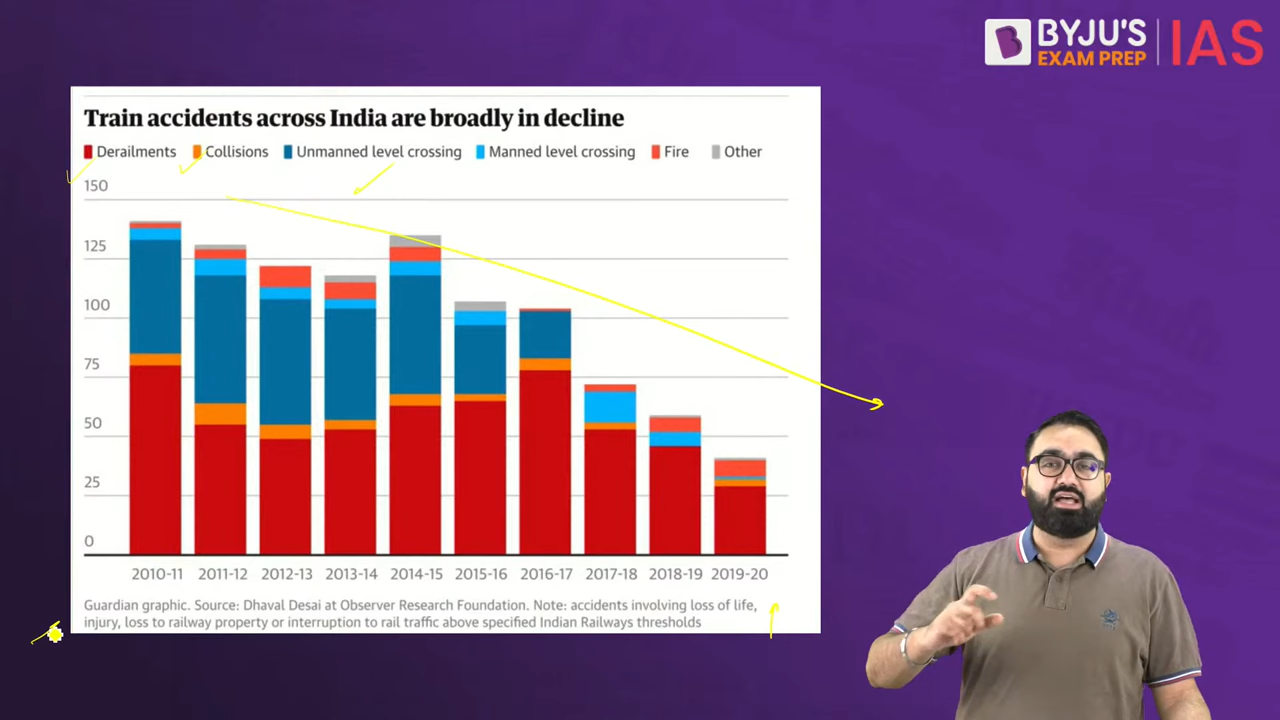 BYJU'S
EXAM PREP
IAS
Train accidents across India are broadly in decline
Derailments Collisions Unmanned level crossing Manned level crossing Fire Other
150
125
100
75
50
25
0
2010-11 2011-12 2012-13 2013-14 2014-15 2015-16 2016-17 2017-18 2018-19 2019-20
Guardian graphic. Source: Dhaval Desai at Observer Research Foundation. Note: accidents involving loss of life,
injury, loss to railway property or interruption to rail traffic above specified Indian Railways thresholds